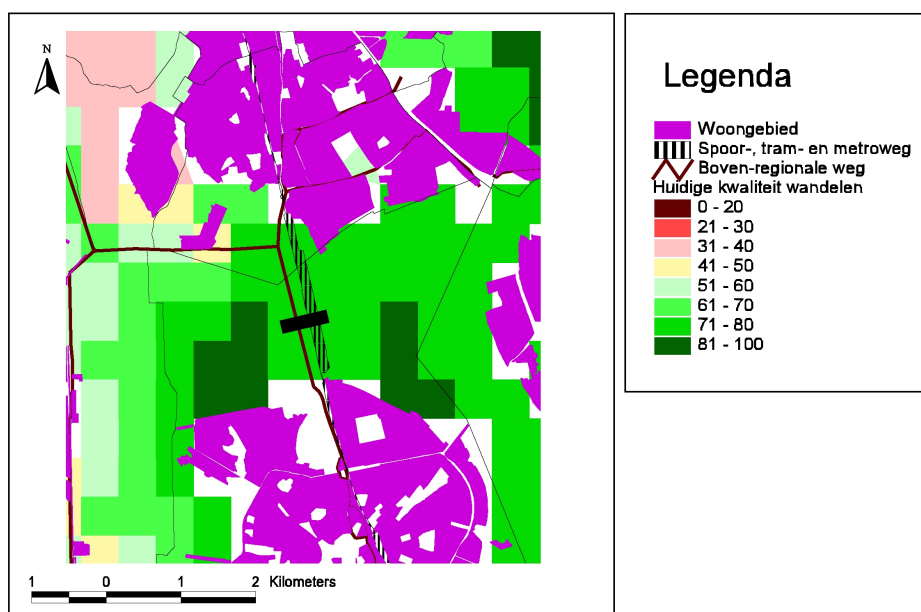 N
Legenda
Woongebied
Spoor-, tram- en metroweg
Boven-regionale weg
Huidige kwaliteit wandelen
0 - 20
21 - 30
31 - 40
41 - 50
51 - 60
61 - 70
71 - 80
81 - 100
1 0 1 2 Kilometers